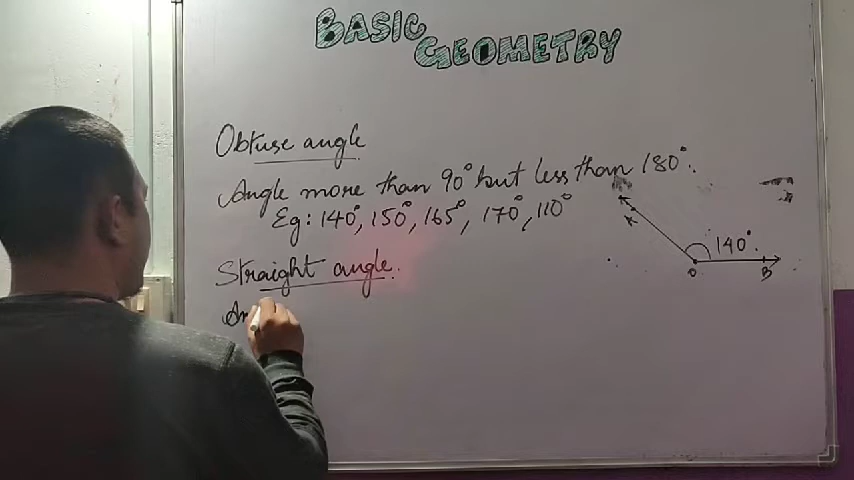 BASIC
GEOMETRY
Obtuse angle
Angle more than 90° but less than 180°.
Eg: 140°, 150°, 165°, 170°, 110°
A
140°.
O
B
Straight angle.
An